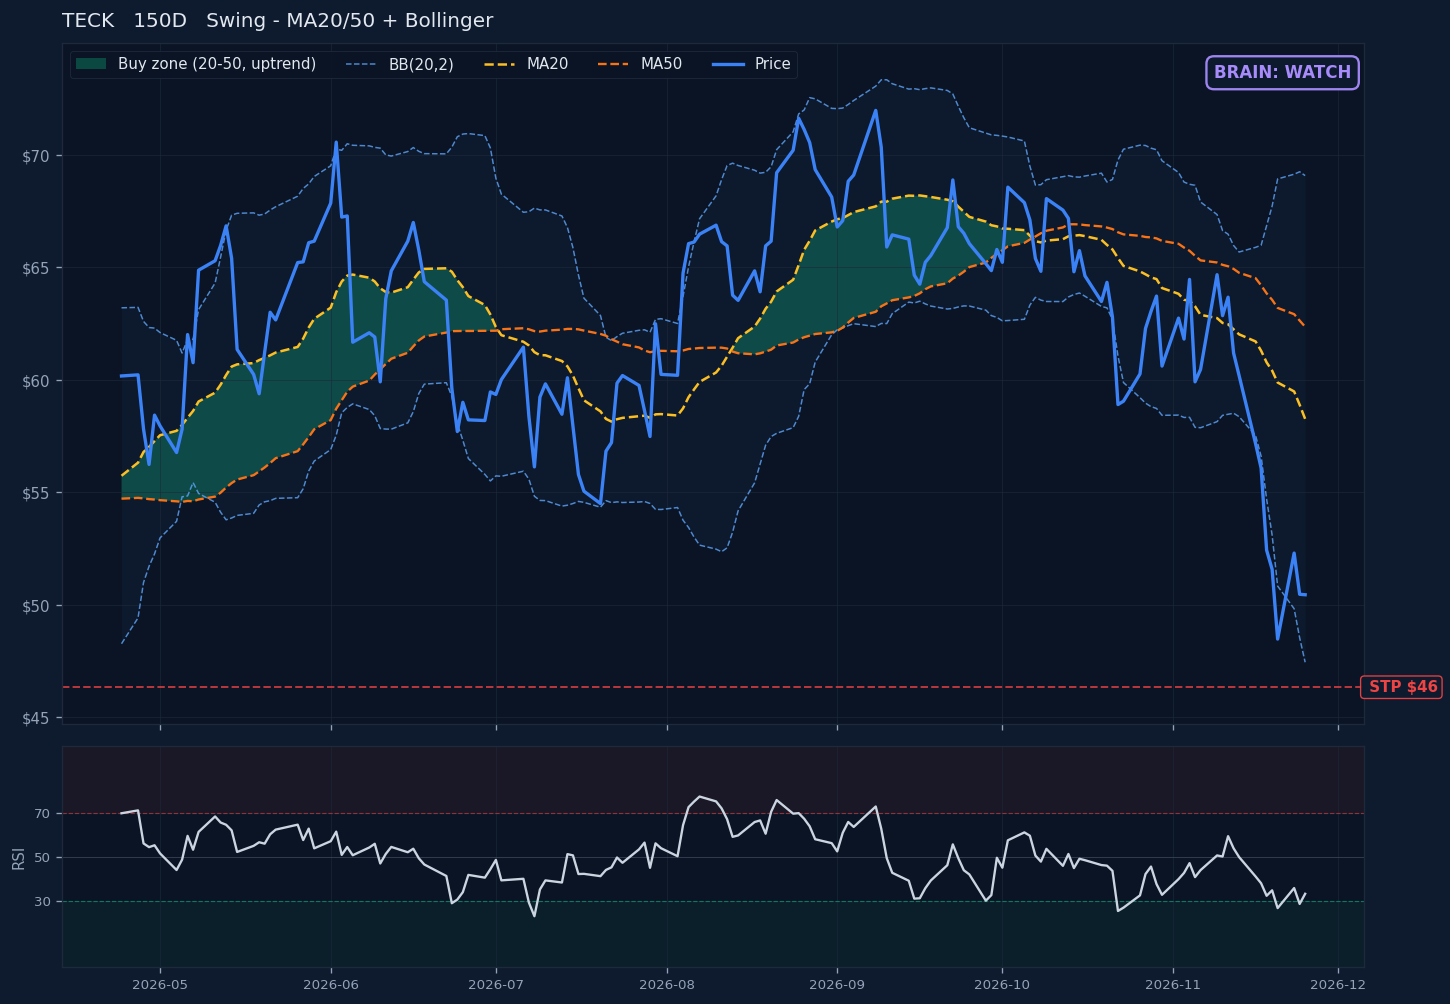 TECK   150D   Swing - MA20/50 + Bollinger
Buy zone (20-50, uptrend)
BB(20,2)
MA20
MA50
Price
BRAIN: WATCH
$70
$65
$60
$55
$50
$45
STP $46
RSI
70
50
30
2026-05
2026-06
2026-07
2026-08
2026-09
2026-10
2026-11
2026-12